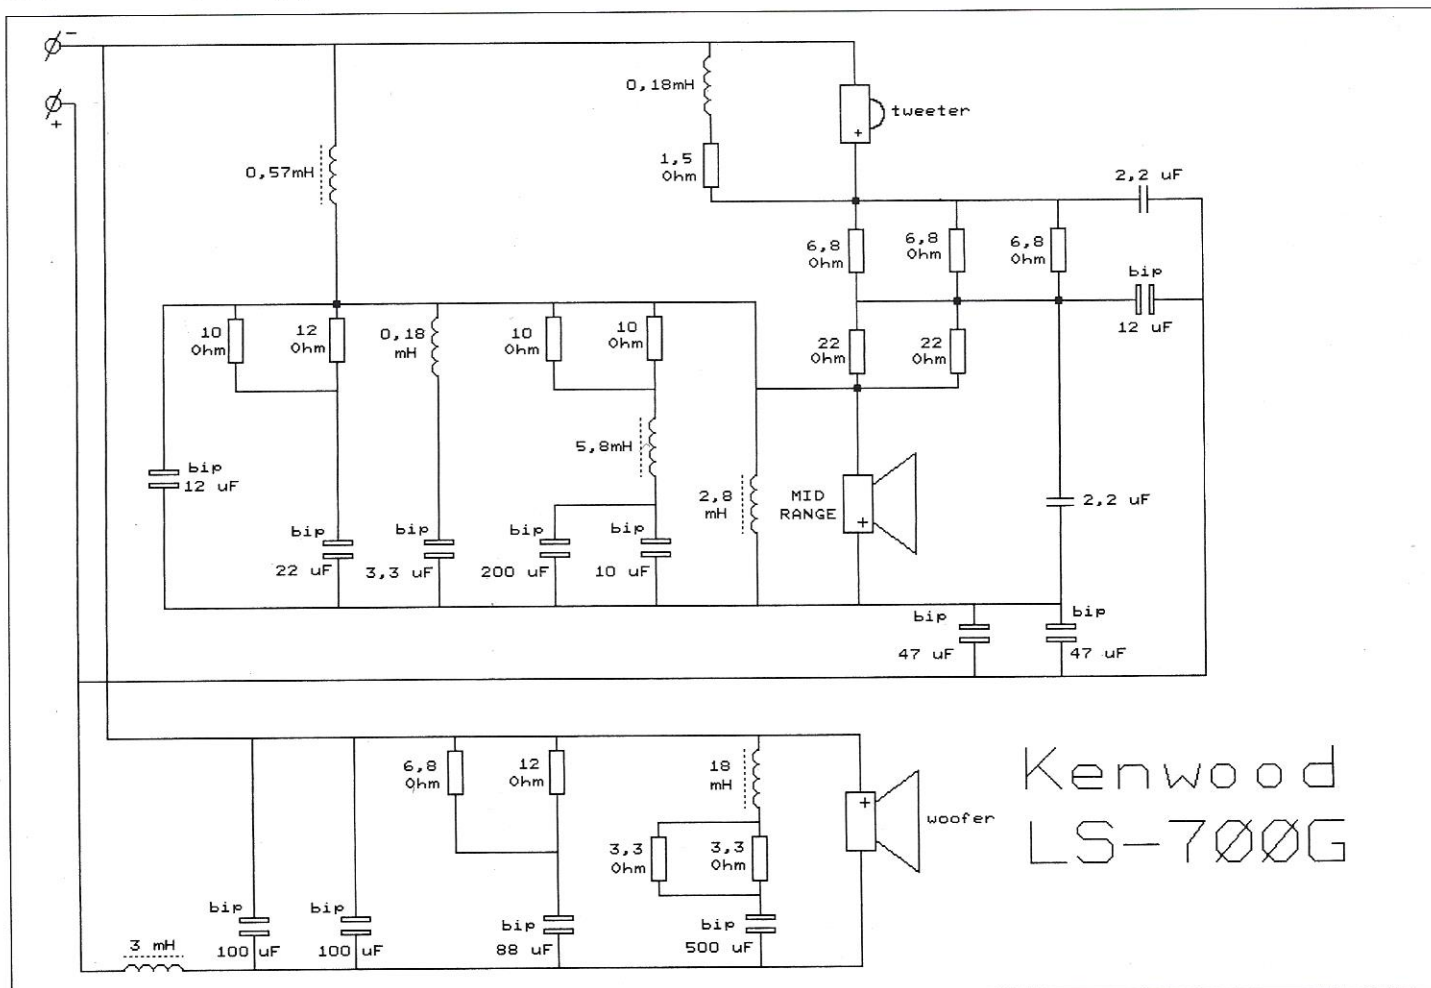 -
+
0,18mH
tweeter
+
0,57mH
1,5
Ohm
2,2 uF
6,8
Ohm
6,8
Ohm
6,8
Ohm
bip
12 uF
10
Ohm
12
Ohm
0,18
mH
10
Ohm
10
Ohm
22
Ohm
22
Ohm
5,8mH
bip
12 uF
2,8
mH
MID
RANGE
+
2,2 uF
bip
22 uF
bip
3,3 uF
bip
200 uF
bip
10 uF
bip
47 uF
bip
47 uF
6,8
Ohm
12
Ohm
18
mH
+
woofer
Kenwood
LS-700G
3,3
Ohm
3,3
Ohm
bip
100 uF
bip
100 uF
bip
88 uF
bip
500 uF
3 mH